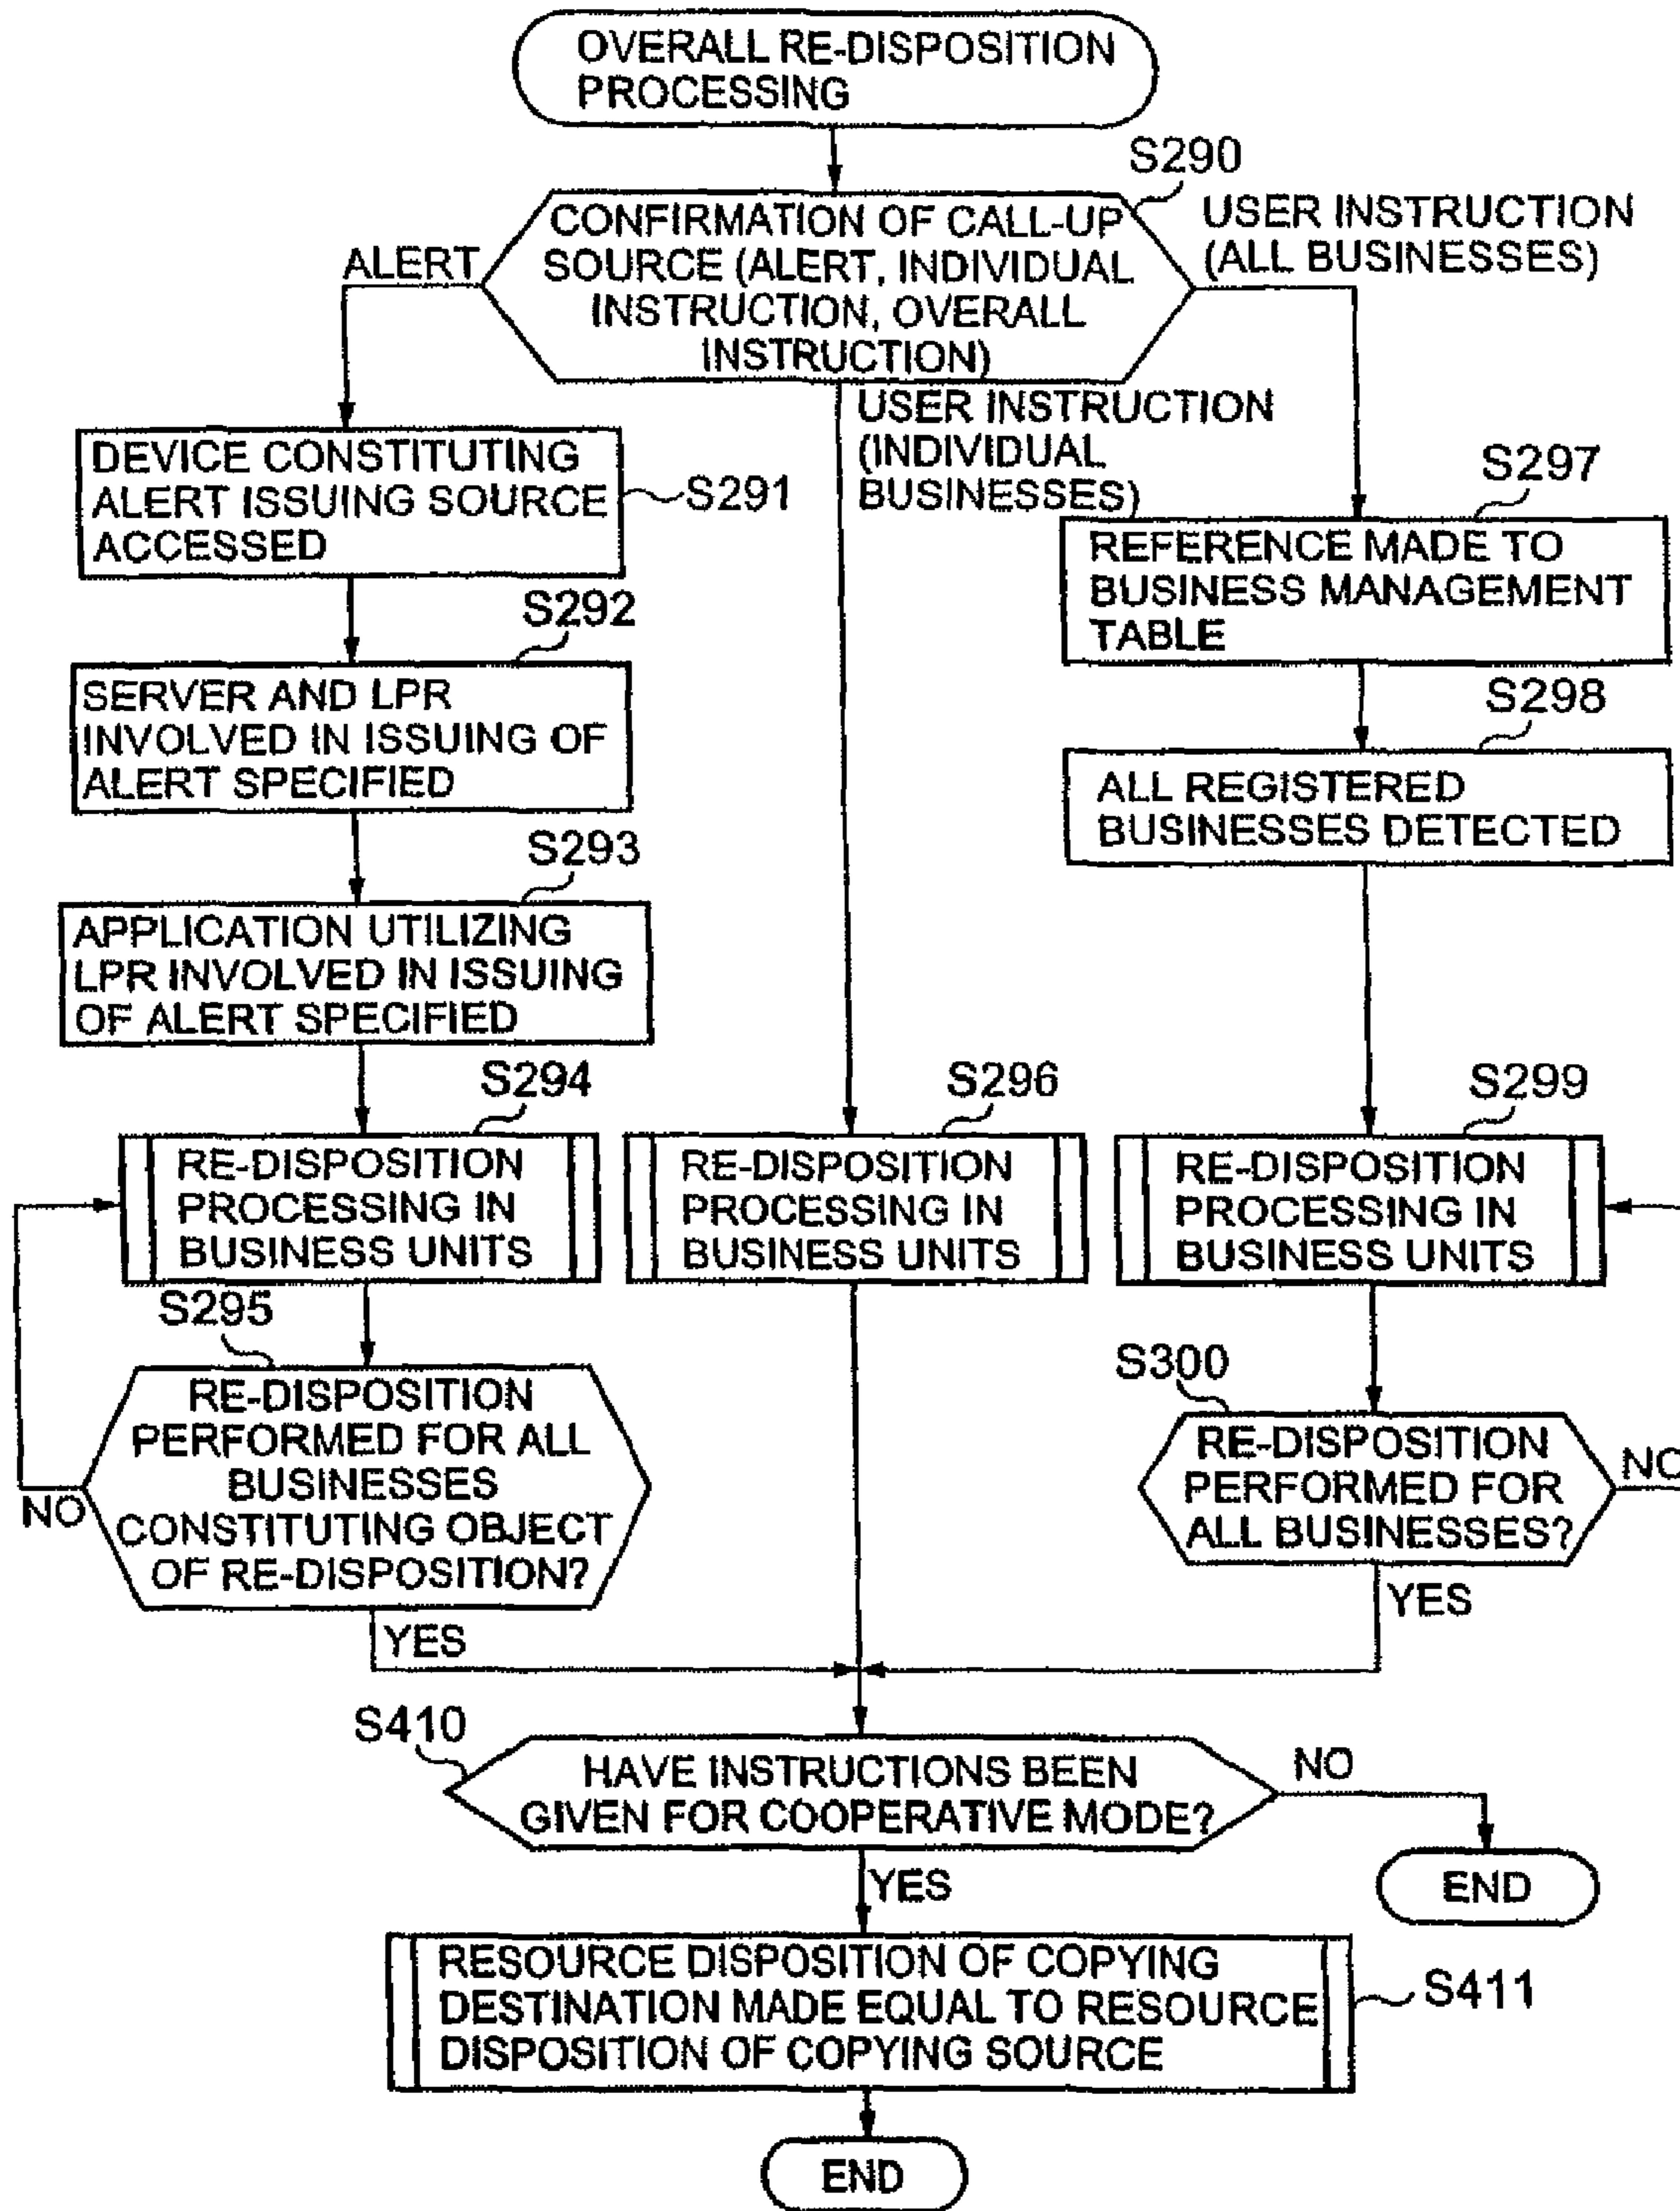 OVERALL RE-DISPOSITION
PROCESSING
S290
CONFIRMATION OF CALL-UP
SOURCE (ALERT, INDIVIDUAL
INSTRUCTION, OVERALL
INSTRUCTION)
ALERT
USER INSTRUCTION
(ALL BUSINESSES)
USER INSTRUCTION
(INDIVIDUAL
BUSINESSES)
DEVICE CONSTITUTING
ALERT ISSUING SOURCE
ACCESSED
S291
S297
REFERENCE MADE TO
BUSINESS MANAGEMENT
TABLE
S292
SERVER AND LPR
INVOLVED IN ISSUING OF
ALERT SPECIFIED
S298
ALL REGISTERED
BUSINESSES DETECTED
S293
APPLICATION UTILIZING
LPR INVOLVED IN ISSUING
OF ALERT SPECIFIED
S294
RE-DISPOSITION
PROCESSING IN
BUSINESS UNITS
S296
RE-DISPOSITION
PROCESSING IN
BUSINESS UNITS
S299
RE-DISPOSITION
PROCESSING IN
BUSINESS UNITS
S295
RE-DISPOSITION
PERFORMED FOR ALL
BUSINESSES
CONSTITUTING OBJECT
OF RE-DISPOSITION?
NO
YES
S300
RE-DISPOSITION
PERFORMED FOR
ALL BUSINESSES?
NO
YES
S410
HAVE INSTRUCTIONS BEEN
GIVEN FOR COOPERATIVE MODE?
NO
END
YES
RESOURCE DISPOSITION OF COPYING
DESTINATION MADE EQUAL TO RESOURCE
DISPOSITION OF COPYING SOURCE
S411
END